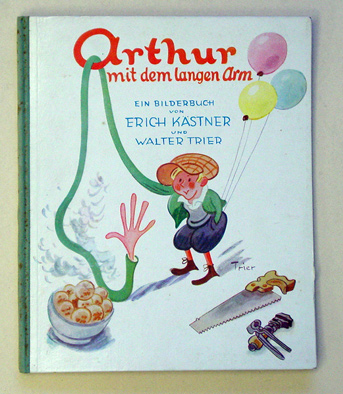 Arthur
mit dem langen Arm
EIN BILDERBUCH
VON
ERICH KÄSTNER
UND
WALTER TRIER
Trier